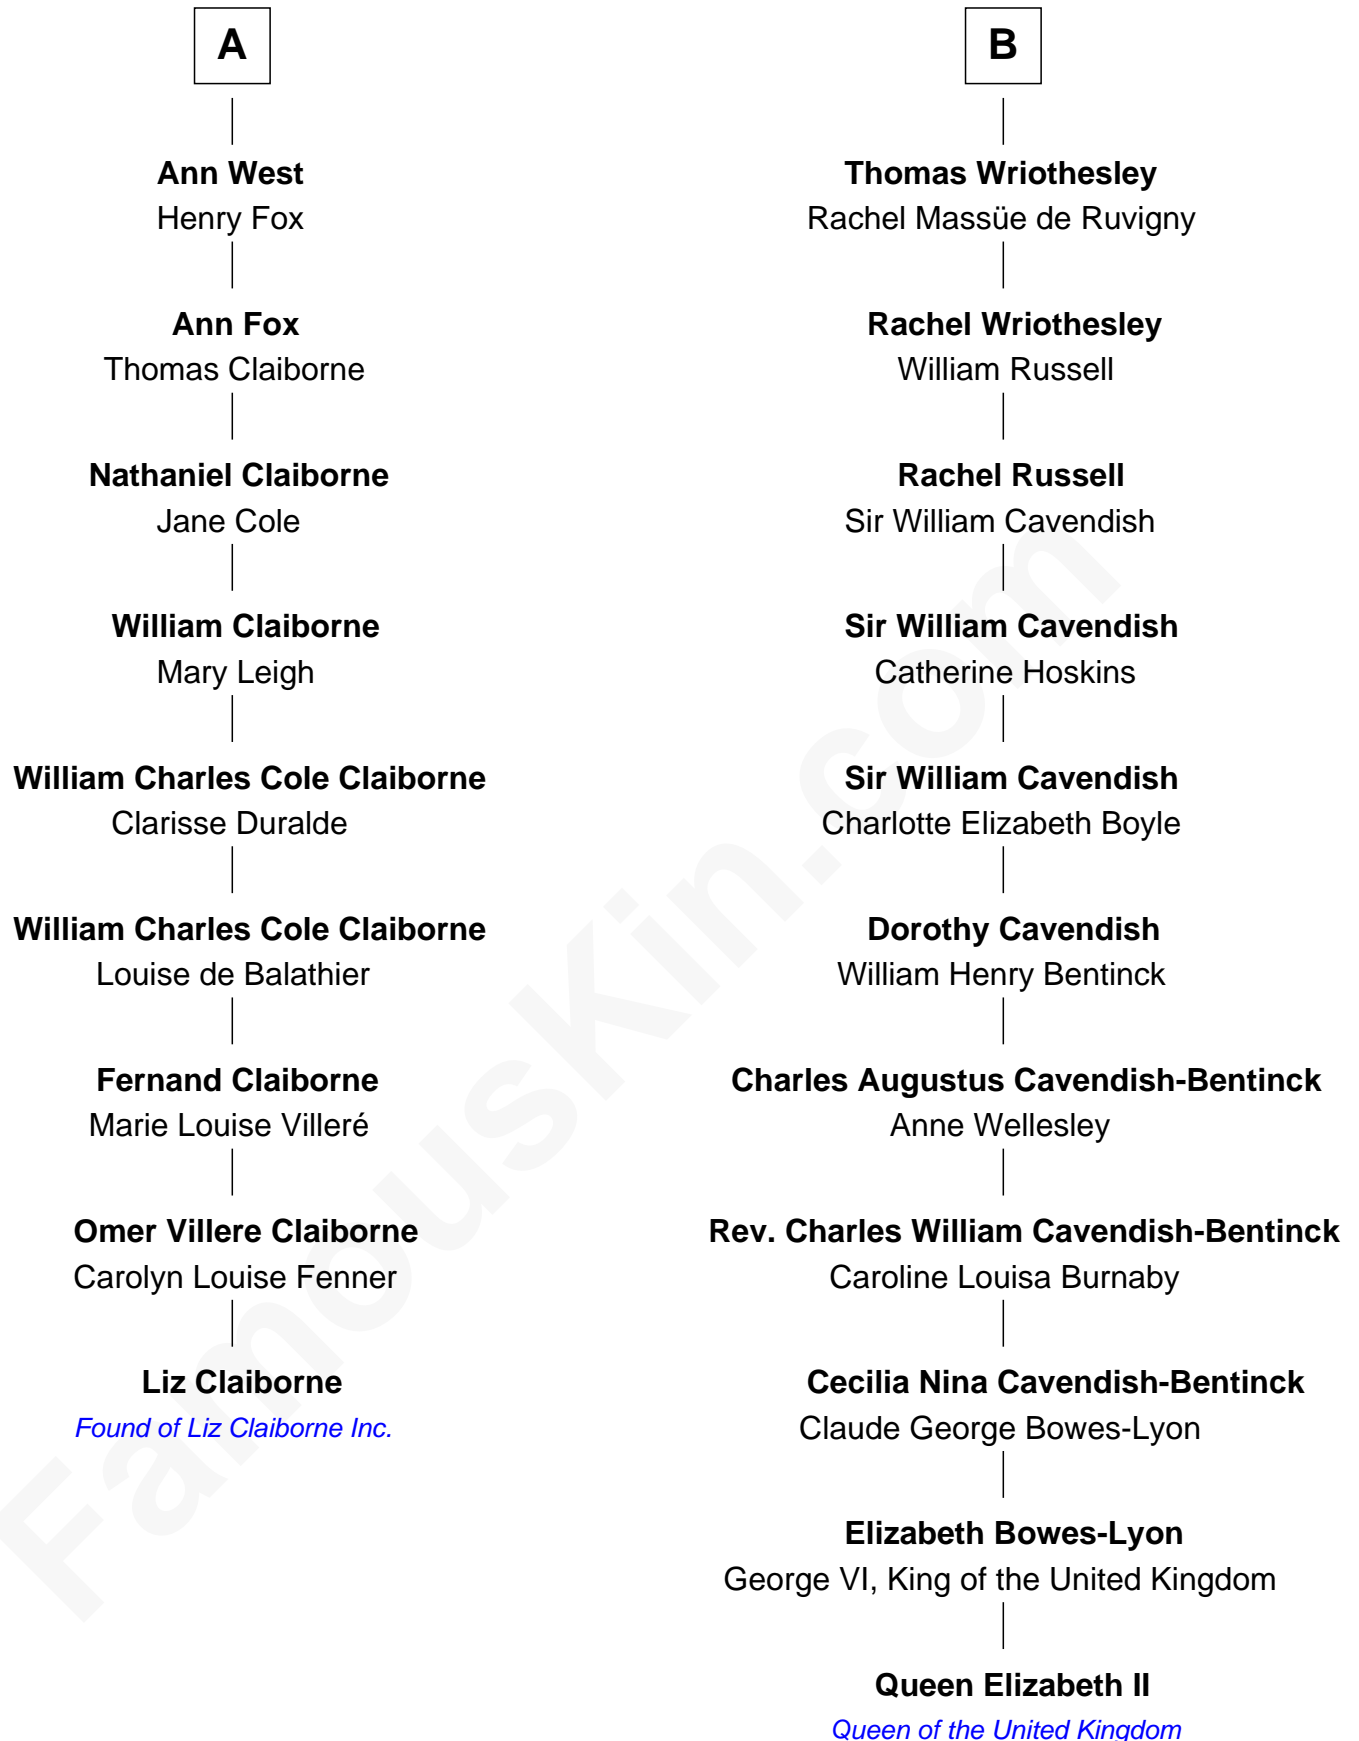 A
Ann West
Henry Fox
Ann Fox
Thomas Claiborne
Nathaniel Claiborne
Jane Cole
William Claiborne
Mary Leigh
William Charles Cole Claiborne
Clarisse Duralde
William Charles Cole Claiborne
Louise de Balathier
Fernand Claiborne
Marie Louise Villeré
Omer Villere Claiborne
Carolyn Louise Fenner
Liz Claiborne
Found of Liz Claiborne Inc.
B
Thomas Wriothesley
Rachel Massüe de Ruvigny
Rachel Wriothesley
William Russell
Rachel Russell
Sir William Cavendish
Sir William Cavendish
Catherine Hoskins
Sir William Cavendish
Charlotte Elizabeth Boyle
Dorothy Cavendish
William Henry Bentinck
Charles Augustus Cavendish-Bentinck
Anne Wellesley
Rev. Charles William Cavendish-Bentinck
Caroline Louisa Burnaby
Cecilia Nina Cavendish-Bentinck
Claude George Bowes-Lyon
Elizabeth Bowes-Lyon
George VI, King of the United Kingdom
Queen Elizabeth II
Queen of the United Kingdom
FamousKin.com